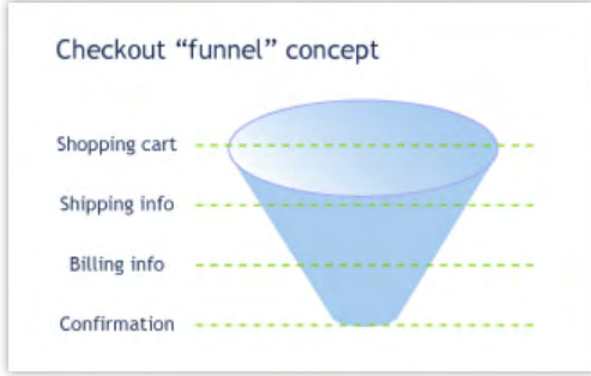 Checkout “funnel” concept
Shopping cart
Shipping info
Billing info
Confirmation